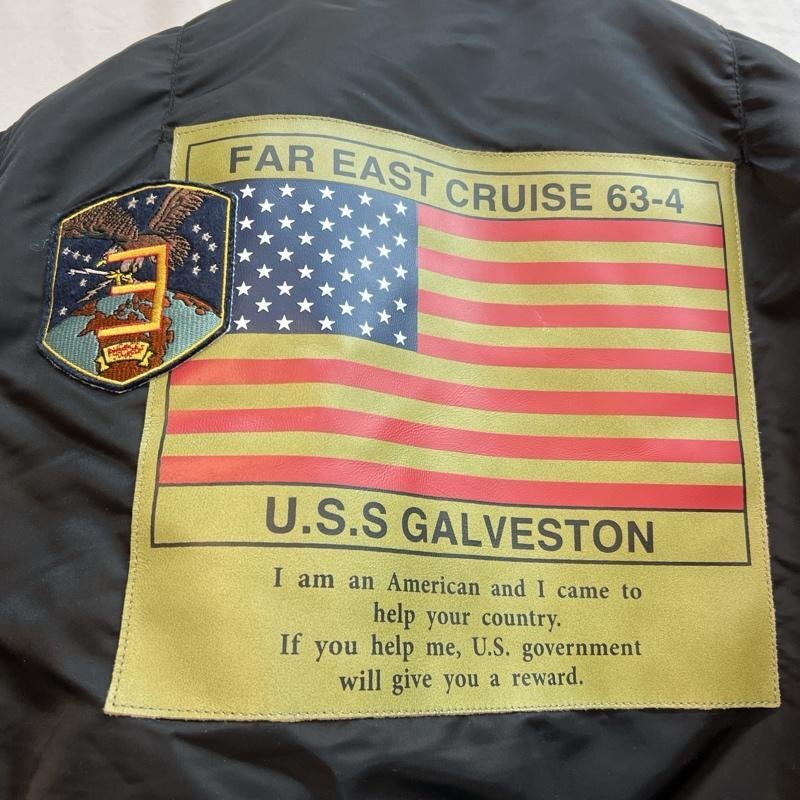 FAR EAST CRUISE 63-4
U.S.S GALVESTON
I am an American and I came to
help your country.
If you help me, U.S. government
will give you a reward.